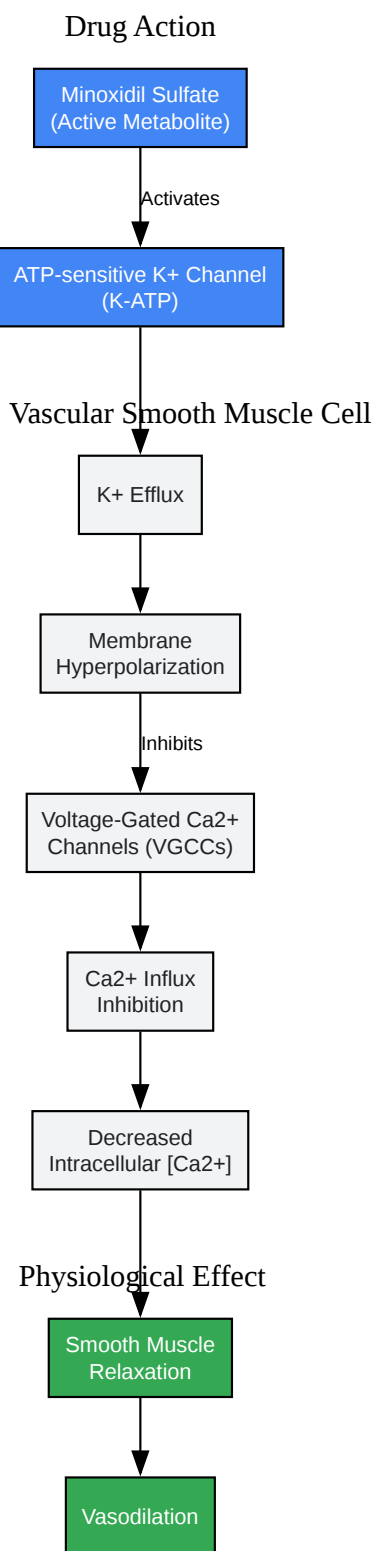 Drug Action
Minoxidil Sulfate
(Active Metabolite)
Activates
ATP-sensitive K+ Channel
(K-ATP)
Vascular Smooth Muscle Cell
K+ Efflux
Membrane
Hyperpolarization
Inhibits
Voltage-Gated Ca2+
Channels (VGCCs)
Ca2+ Influx
Inhibition
Decreased
Intracellular [Ca2+]
Physiological Effect
Smooth Muscle
Relaxation
Vasodilation